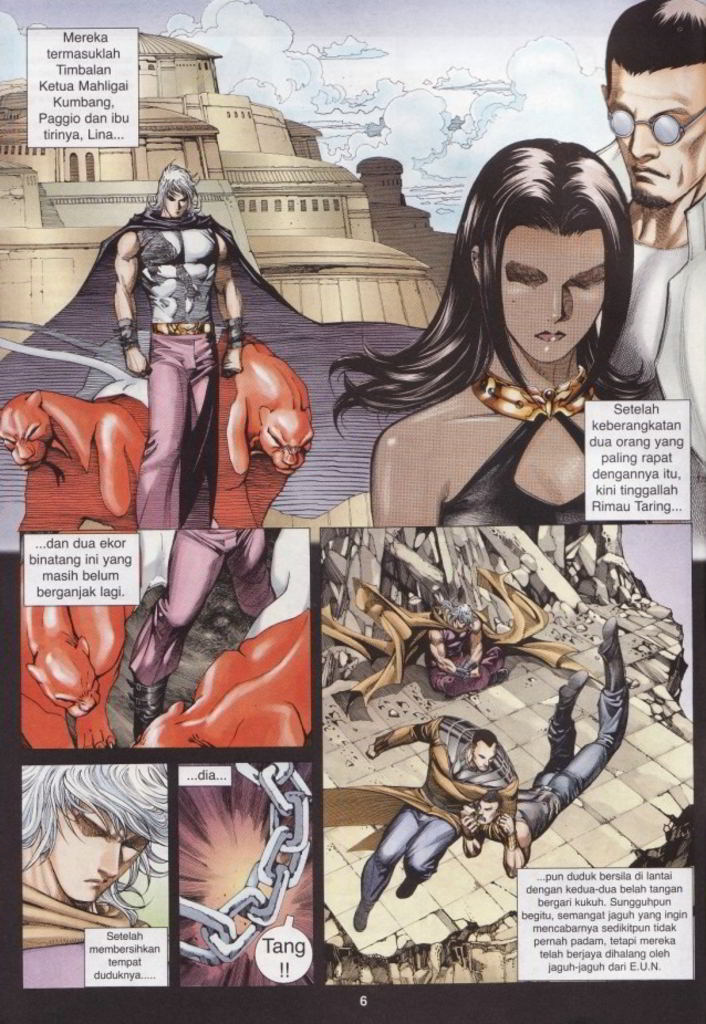 Mereka
termasuklah
Timbalan
Ketua Mahligai
Kumbang,
Paggio dan ibu
tirinya, Lina...
Setelah
keberangkatan
dua orang yang
paling rapat
dengannya itu,
kini tinggallah
Rimau Taring...
...dan dua ekor
binatang ini yang
masih belum
berganjak lagi.
Setelah
membersihkan
tempat
duduknya.....
...dia...
Tang
!!
...pun duduk bersila di lantai
dengan kedua-dua belah tangan
bergari kukuh. Sungguhpun
begitu, semangat jaguh yang ingin
mencabarnya sedikitpun tidak
pernah padam, tetapi mereka
telah berjaya dihalang oleh
jaguh-jaguh dari E.U.N.
6